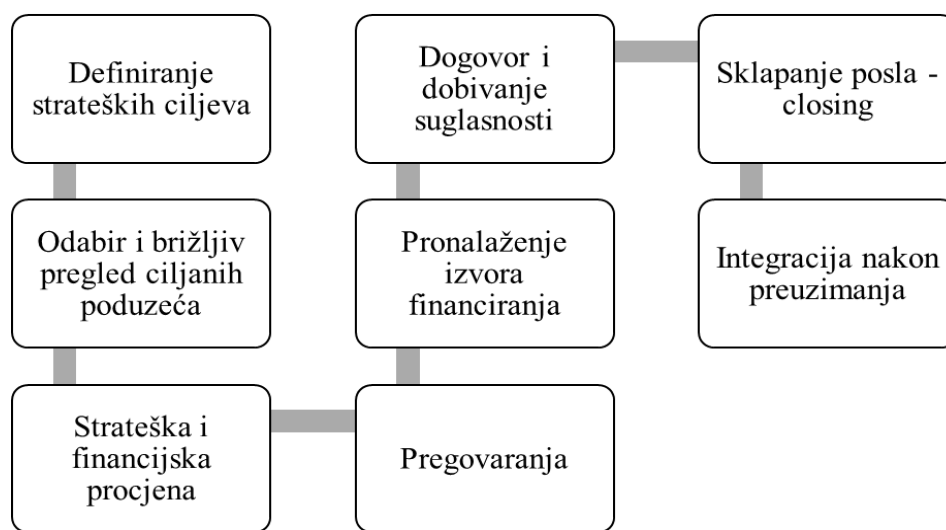 Definiranje
strateških ciljeva
Odabir i brižljiv
pregled ciljanih
poduzeća
Strateška i
financijska
procjena
Pregovaranja
Pronalaženje
izvora
financiranja
Dogovor i
dobivanje
suglasnosti
Sklapanje posla -
closing
Integracija nakon
preuzimanja